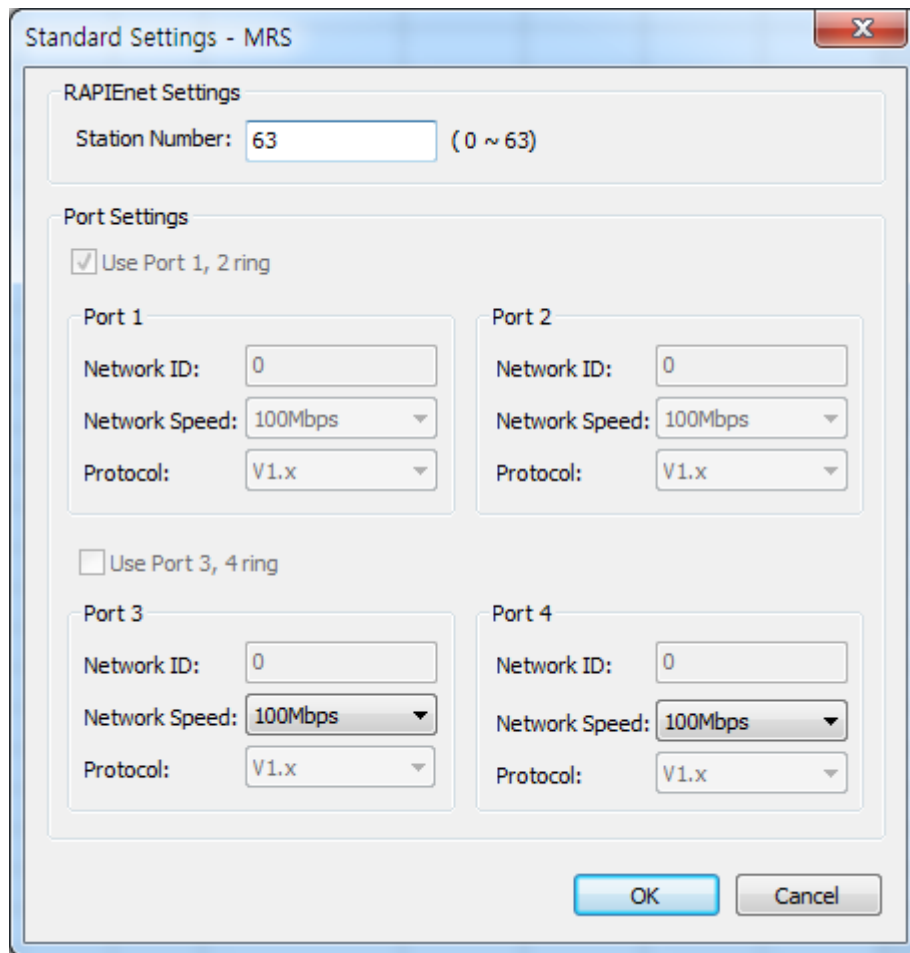 Standard Settings - MRS
RAPIEnet Settings
Station Number: 63 ( 0 ~ 63)
Port Settings
Use Port 1, 2 ring
Port 1
Network ID: 0
Network Speed: 100Mbps
Protocol: V1.x
Port 2
Network ID: 0
Network Speed: 100Mbps
Protocol: V1.x
Use Port 3, 4 ring
Port 3
Network ID: 0
Network Speed: 100Mbps
Protocol: V1.x
Port 4
Network ID: 0
Network Speed: 100Mbps
Protocol: V1.x
OK Cancel